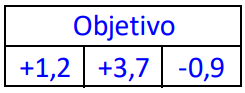 Objetivo
+1,2 +3,7 -0,9